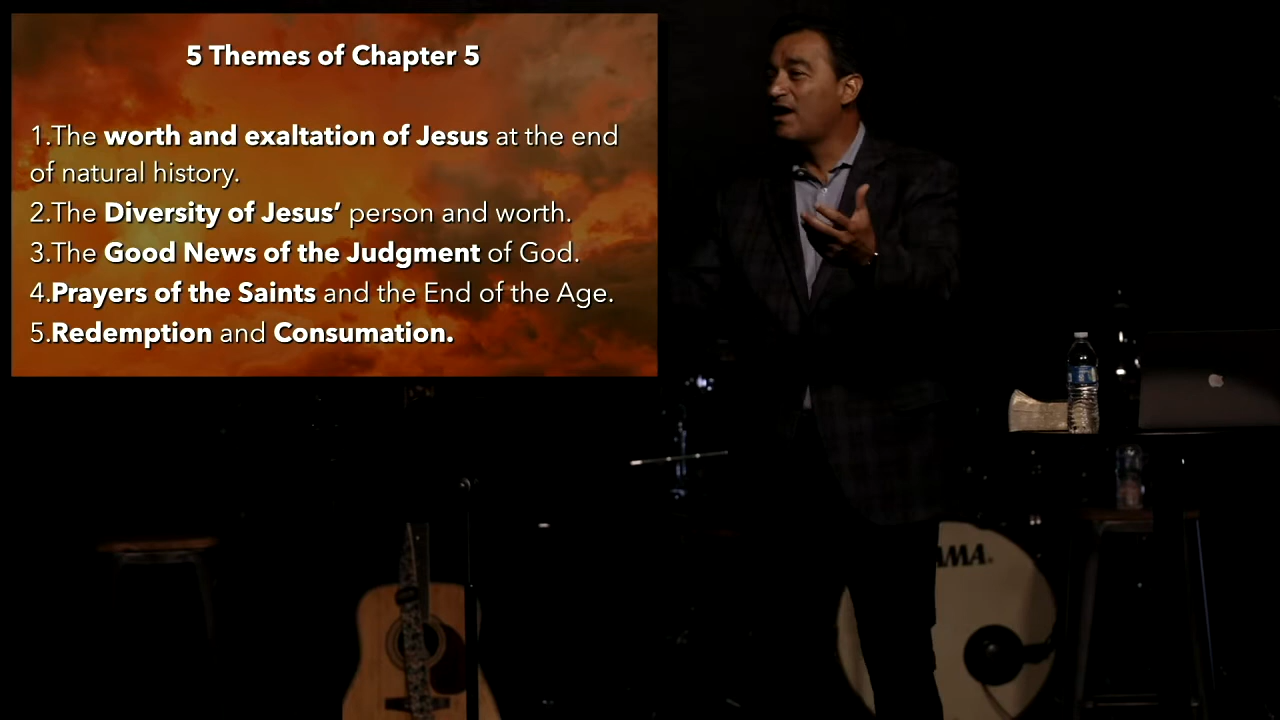 5 Themes of Chapter 5
1.The worth and exaltation of Jesus at the end
of natural history.
2.The Diversity of Jesus’ person and worth.
3.The Good News of the Judgment of God.
4.Prayers of the Saints and the End of the Age.
5.Redemption and Consumation.
AMA